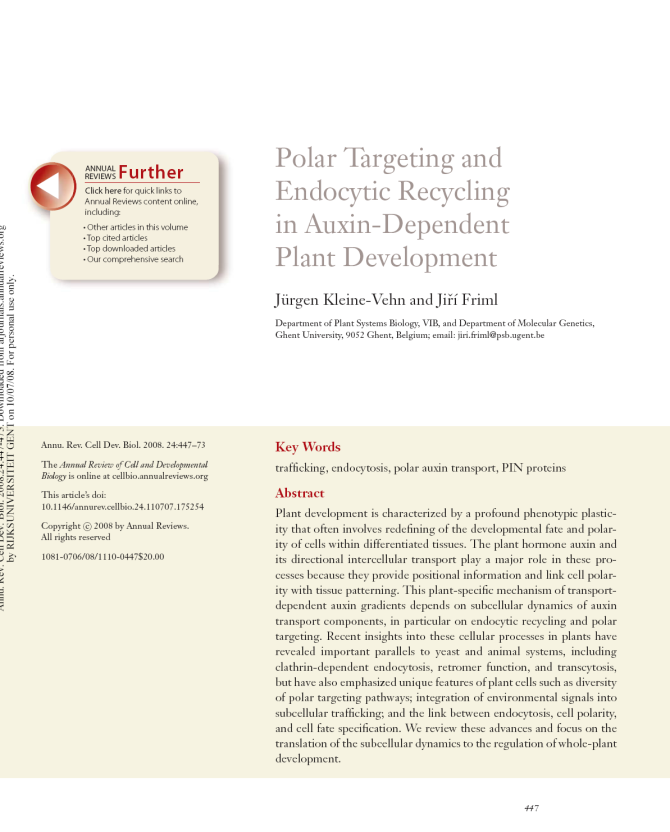 ANNUAL
REVIEWS Further
Click here for quick links to
Annual Reviews content online,
including:
• Other articles in this volume
• Top cited articles
• Top downloaded articles
• Our comprehensive search
Polar Targeting and
Endocytic Recycling
in Auxin-Dependent
Plant Development
Jürgen Kleine-Vehn and Jiří Friml
Department of Plant Systems Biology, VIB, and Department of Molecular Genetics,
Ghent University, 9052 Ghent, Belgium; email: jiri.friml@psb.ugent.be
Annu. Rev. Cell Dev. Biol. 2008.24:447-473. Downloaded from arjournals.annualreviews.org
by RIJKSUNIVERSITEIT GENT on 10/07/08. For personal use only.
Annu. Rev. Cell Dev. Biol. 2008. 24:447–73
The Annual Review of Cell and Developmental
Biology is online at cellbio.annualreviews.org
This article's doi:
10.1146/annurev.cellbio.24.110707.175254
Copyright © 2008 by Annual Reviews.
All rights reserved
1081-0706/08/1110-0447$20.00
Key Words
trafficking, endocytosis, polar auxin transport, PIN proteins
Abstract
Plant development is characterized by a profound phenotypic plastic-
ity that often involves redefining of the developmental fate and polar-
ity of cells within differentiated tissues. The plant hormone auxin and
its directional intercellular transport play a major role in these pro-
cesses because they provide positional information and link cell polar-
ity with tissue patterning. This plant-specific mechanism of transport-
dependent auxin gradients depends on subcellular dynamics of auxin
transport components, in particular on endocytic recycling and polar
targeting. Recent insights into these cellular processes in plants have
revealed important parallels to yeast and animal systems, including
clathrin-dependent endocytosis, retromer function, and transcytosis,
but have also emphasized unique features of plant cells such as diversity
of polar targeting pathways; integration of environmental signals into
subcellular trafficking; and the link between endocytosis, cell polarity,
and cell fate specification. We review these advances and focus on the
translation of the subcellular dynamics to the regulation of whole-plant
development.
447